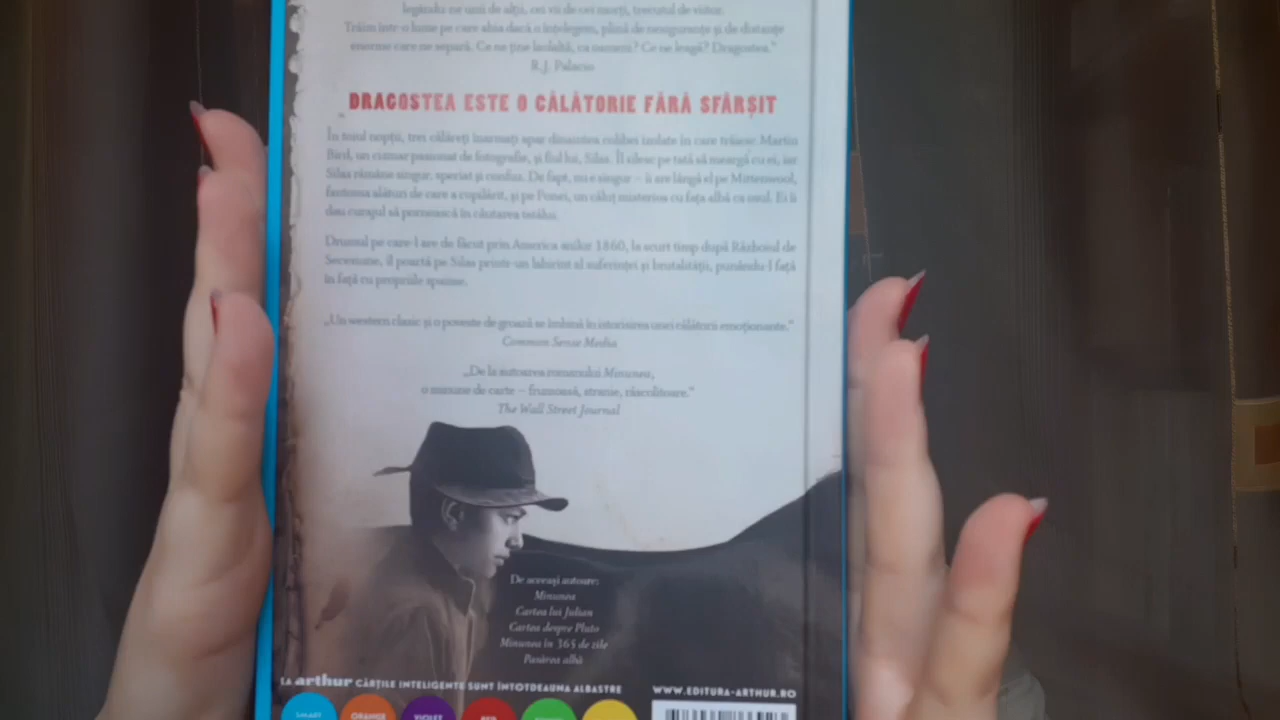 legându-ne unii de alții, cei vii de cei morți, trecutul de viitor.
Trăim într-o lume pe care abia dacă o înțelegem, plină de nesiguranțe și de distanțe
enorme care ne separă. Ce ne ține laolaltă, ca oameni? Ce ne leagă? Dragostea.”
R.J. Palacio
DRAGOSTEA ESTE O CĂLĂTORIE FĂRĂ SFÂRȘIT
În toiul nopții, trei călăreți înarmați apar dinaintea colibei izolate în care trăiesc Martin
Bird, un cizmar pasionat de fotografie, și fiul lui, Silas. Îl silesc pe tată să meargă cu ei, iar
Silas rămâne singur, speriat și confuz. De fapt, nu e singur – îi are lângă el pe Mittenwool,
fantoma alături de care a copilărit, și pe Ponei, un căluț misterios cu fața albă ca osul. Ei îi
dau curajul să pornească în căutarea tatălui.
Drumul pe care-l are de făcut prin America anilor 1860, la scurt timp după Războiul de
Secesiune, îl poartă pe Silas printr-un labirint al suferinței și brutalității, punându-l față
în față cu propriile spaime.
„Un western clasic și o poveste de groază se îmbină în istorisirea unei călătorii emoționante.”
Common Sense Media
„De la autoarea romanului Minunea,
o minune de carte – frumoasă, stranie, răscolitoare.”
The Wall Street Journal
De aceeași autoare:
Minunea
Cartea lui Julian
Cartea despre Pluto
Minunea în 365 de zile
Pasărea albă
LA arthur CĂRȚILE INTELIGENTE SUNT ÎNTOTDEAUNA ALBASTRE
WWW.EDITURA-ARTHUR.RO
SMART ORANGE VIOLET RED